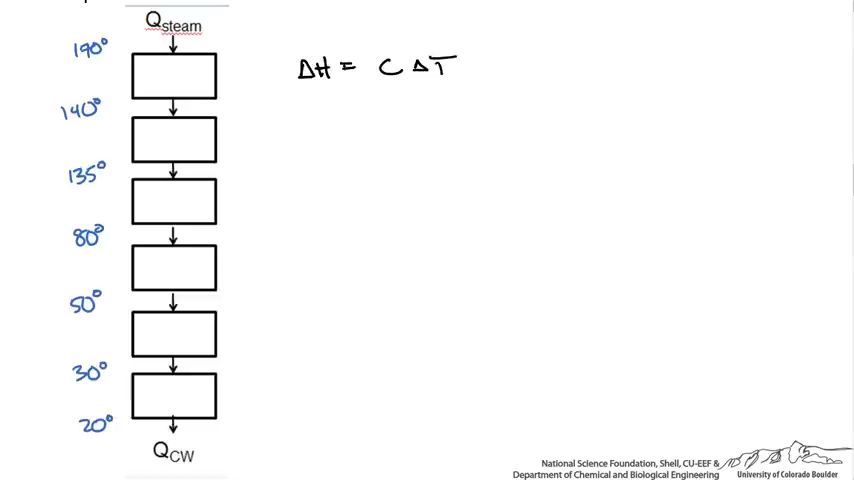 Qsteam
190°
ΔH = C ΔT
140°
135°
80°
50°
30°
20°
QCW
National Science Foundation, Shell, CU-EEF &
Department of Chemical and Biological Engineering
University of Colorado Boulder